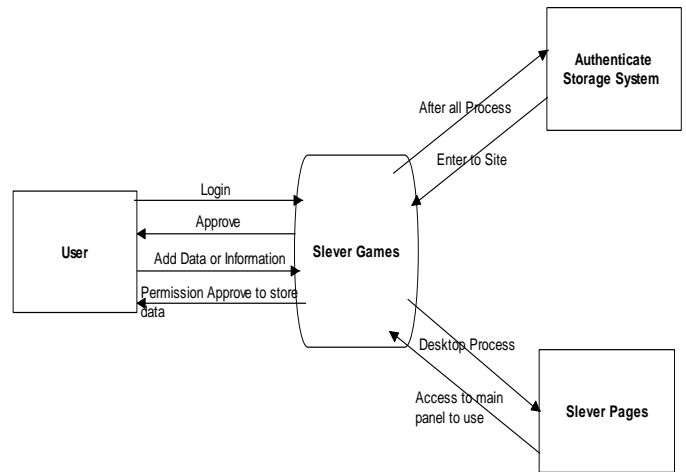 Authenticate
Storage System
After all Process
Enter to Site
Login
Approve
User
Slever Games
Add Data or Information
Permission Approve to store
data
Desktop Process
Access to main
panel to use
Slever Pages